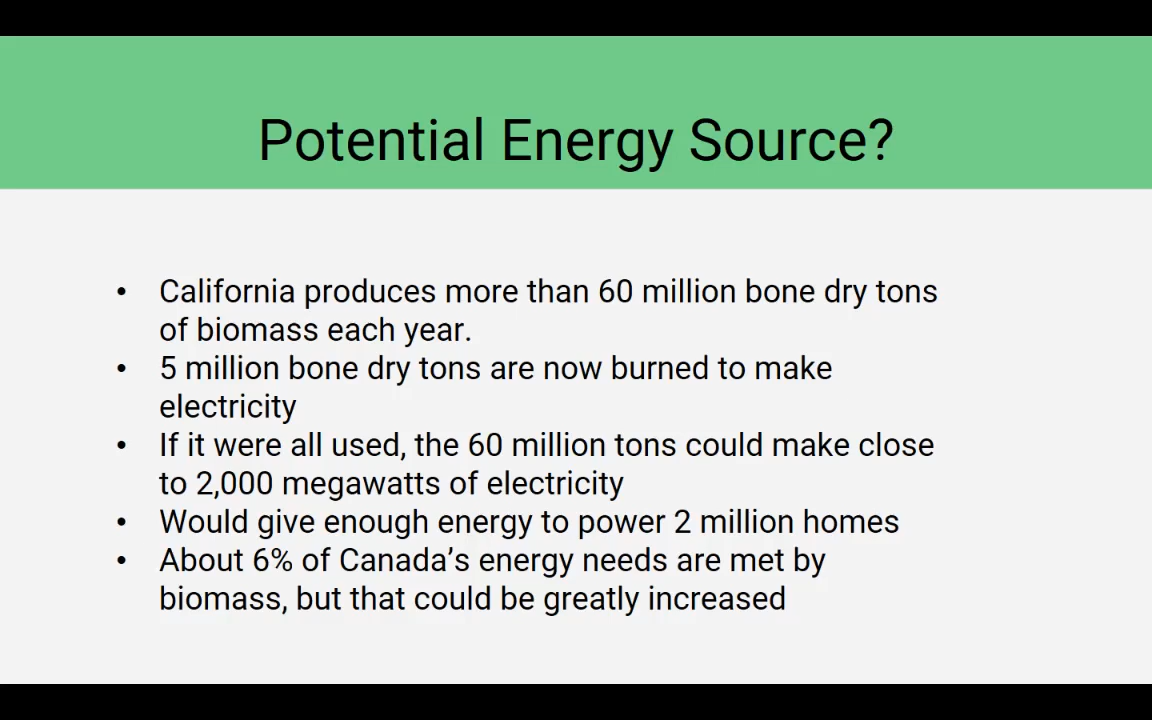 Potential Energy Source?
• California produces more than 60 million bone dry tons
of biomass each year.
• 5 million bone dry tons are now burned to make
electricity
• If it were all used, the 60 million tons could make close
to 2,000 megawatts of electricity
• Would give enough energy to power 2 million homes
• About 6% of Canada’s energy needs are met by
biomass, but that could be greatly increased